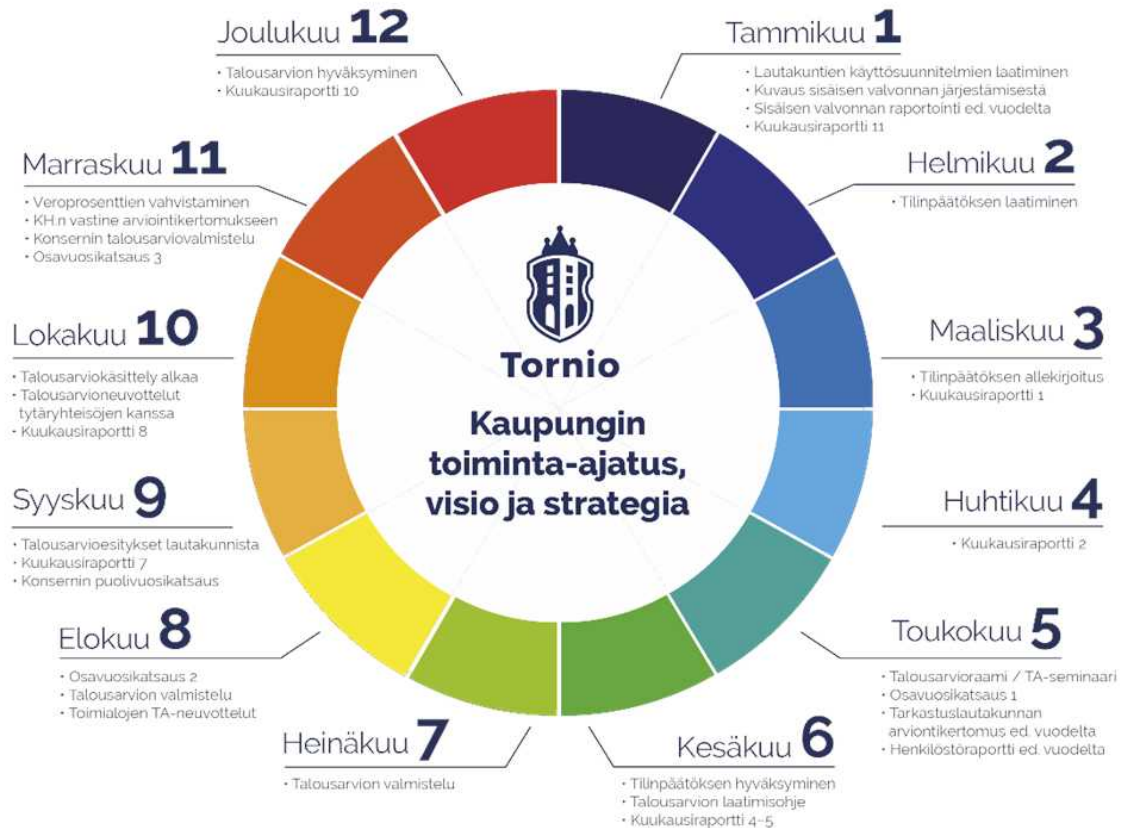 Joulukuu 12
• Talousarvion hyväksyminen
• Kuukausiraportti 10
Tammikuu 1
• Lautakuntien käyttösuunnitelmien laatiminen
• Kuvaus sisäisen valvonnan järjestämisestä
• Sisäisen valvonnan raportointi ed. vuodelta
• Kuukausiraportti 11
Marraskuu 11
• Veroprosenttien vahvistaminen
• KH:n vastine arviointikertomukseen
• Konsernin talousarviovalmistelu
• Osavuosikatsaus 3
Helmikuu 2
• Tilinpäätöksen laatiminen
Lokakuu 10
• Talousarviokäsittely alkaa
• Talousarvioneuvottelut
tytäryhteisöjen kanssa
• Kuukausiraportti 8
Maaliskuu 3
• Tilinpäätöksen allekirjoitus
• Kuukausiraportti 1
Tornio
Kaupungin
toiminta-ajatus,
visio ja strategia
Syyskuu 9
• Talousarvioesitykset lautakunnista
• Kuukausiraportti 7
• Konsernin puolivuosikatsaus
Huhtikuu 4
• Kuukausiraportti 2
Elokuu 8
• Osavuosikatsaus 2
• Talousarvion valmistelu
• Toimialojen TA-neuvottelut
Toukokuu 5
• Talousarvioraami / TA-seminaari
• Osavuosikatsaus 1
• Tarkastuslautakunnan
arviontikertomus ed. vuodelta
• Henkilöstöraportti ed. vuodelta
Heinäkuu 7
• Talousarvion valmistelu
Kesäkuu 6
• Tilinpäätöksen hyväksyminen
• Talousarvion laatimisohje
• Kuukausiraportti 4-5